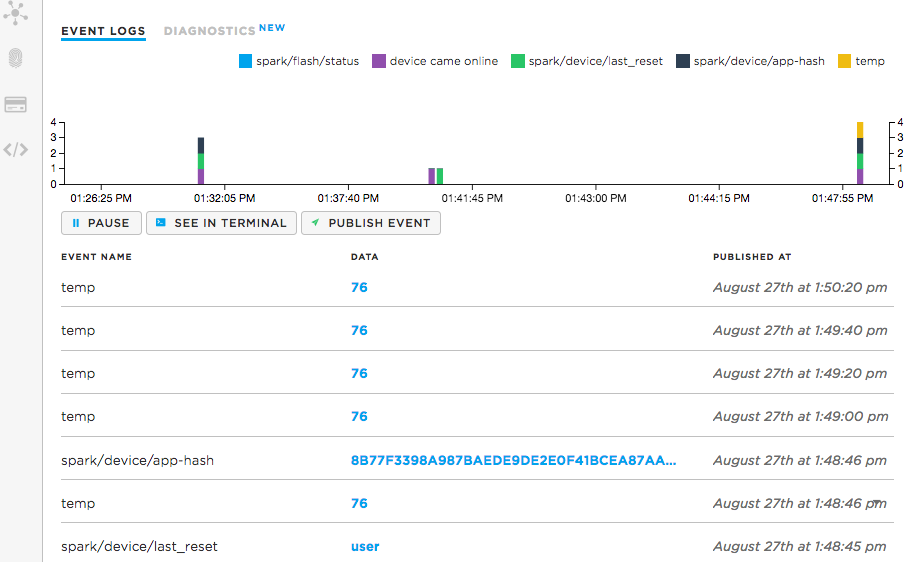 EVENT LOGS DIAGNOSTICS NEW
spark/flash/status device came online spark/device/last_reset spark/device/app-hash temp
4 4
3 3
2 2
1 1
0 0
01:26:25 PM 01:32:05 PM 01:37:40 PM 01:41:45 PM 01:43:00 PM 01:44:15 PM 01:47:55 PM
PAUSE SEE IN TERMINAL PUBLISH EVENT
EVENT NAME DATA PUBLISHED AT
temp 76 August 27th at 1:50:20 pm
temp 76 August 27th at 1:49:40 pm
temp 76 August 27th at 1:49:20 pm
temp 76 August 27th at 1:49:00 pm
spark/device/app-hash 8B77F3398A987BAEDE9DE2E0F41BCEA87AA... August 27th at 1:48:46 pm
temp 76 August 27th at 1:48:46 pm
spark/device/last_reset user August 27th at 1:48:45 pm